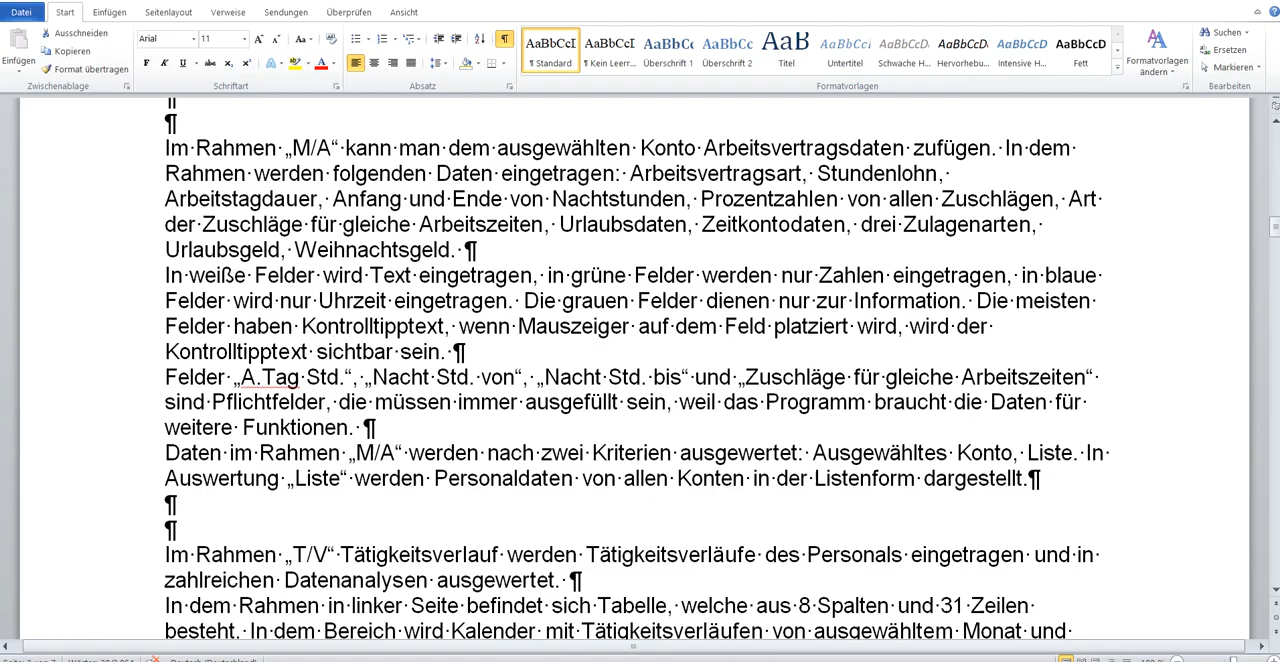 Datei Start Einfügen Seitenlayout Verweise Sendungen Überprüfen Ansicht
Ausschneiden
Kopieren
Format übertragen
Einfügen
Zwischenablage
Arial 11
Schriftart
Absatz
AaBbCcI AaBbCcI AaBbCc AaBbCc AaB AaBbCcI AaBbCcD AaBbCcD AaBbCcD AaBbCcD
¶ Standard ¶ Kein Leerr... Überschrift 1 Überschrift 2 Titel Untertitel Schwache H... Hervorhebu... Intensive H... Fett
Formatvorlagen
Formatvorlagen ändern
Suchen
Ersetzen
Markieren
Bearbeiten
¶
¶
Im·Rahmen·„M/A“·kann·man·dem·ausgewählten·Konto·Arbeitsvertragsdaten·zufügen.·In·dem·
Rahmen·werden·folgenden·Daten·eingetragen:·Arbeitsvertragsart,·Stundenlohn,·
Arbeitstagdauer,·Anfang·und·Ende·von·Nachtstunden,·Prozentzahlen·von·allen·Zuschlägen,·Art·
der·Zuschläge·für·gleiche·Arbeitszeiten,·Urlaubsdaten,·Zeitkontodaten,·drei·Zulagenarten,·
Urlaubsgeld,·Weihnachtsgeld.·¶
In·weiße·Felder·wird·Text·eingetragen,·in·grüne·Felder·werden·nur·Zahlen·eingetragen,·in·blaue·
Felder·wird·nur·Uhrzeit·eingetragen.·Die·grauen·Felder·dienen·nur·zur·Information.·Die·meisten·
Felder·haben·Kontrolltipptext,·wenn·Mauszeiger·auf·dem·Feld·platziert·wird,·wird·der·
Kontrolltipptext·sichtbar·sein.·¶
Felder·„A.Tag·Std.“,·„Nacht·Std.·von“,·„Nacht·Std.·bis“·und·„Zuschläge·für·gleiche·Arbeitszeiten“·
sind·Pflichtfelder,·die·müssen·immer·ausgefüllt·sein,·weil·das·Programm·braucht·die·Daten·für·
weitere·Funktionen.·¶
Daten·im·Rahmen·„M/A“·werden·nach·zwei·Kriterien·ausgewertet:·Ausgewähltes·Konto,·Liste.·In·
Auswertung·„Liste“·werden·Personaldaten·von·allen·Konten·in·der·Listenform·dargestellt.¶
¶
¶
Im·Rahmen·„T/V“·Tätigkeitsverlauf·werden·Tätigkeitsverläufe·des·Personals·eingetragen·und·in·
zahlreichen·Datenanalysen·ausgewertet.·¶
In·dem·Rahmen·in·linker·Seite·befindet·sich·Tabelle,·welche·aus·8·Spalten·und·31·Zeilen·
besteht.·In·dem·Bereich·wird·Kalender·mit·Tätigkeitsverläufen·von·ausgewähltem·Monat·und·